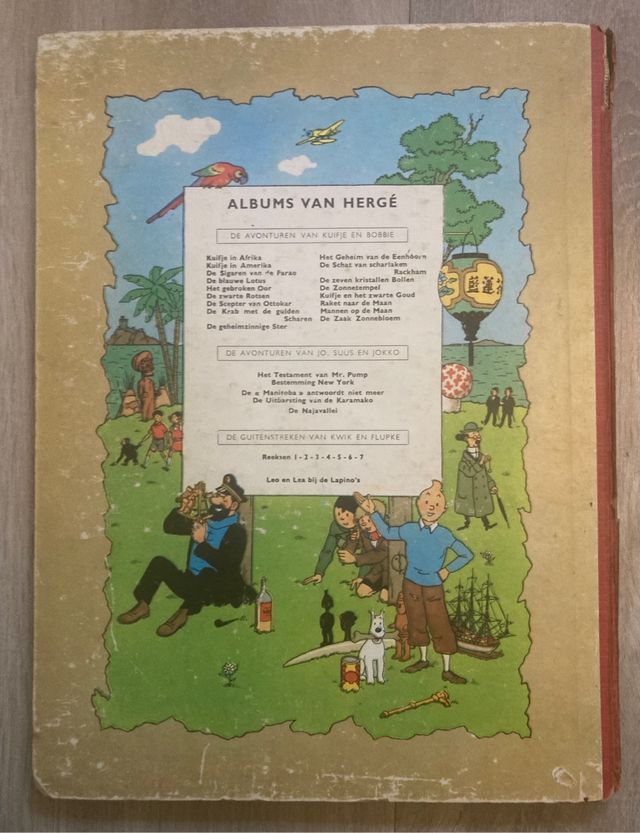 ALBUMS VAN HERGÉ
DE AVONTUREN VAN KUIFJE EN BOBBIE
Kuifje in Afrika
Kuifje in Amerika
De Sigaren van de Farao
De blauwe Lotus
Het gebroken Oor
De zwarte Rotsen
De Scepter van Ottokar
De Krab met de gulden
Scharen
De geheimzinnige Ster
Het Geheim van de Eenhoorn
De Schat van scharlaken
Rackham
De zeven kristallen Bollen
De Zonnetempel
Kuifje en het zwarte Goud
Raket naar de Maan
Mannen op de Maan
De Zaak Zonnebloem
DE AVONTUREN VAN JO, SUUS EN JOKKO
Het Testament van Mr. Pump
Bestemming New York
De « Manitoba » antwoordt niet meer
De Uitbarsting van de Karamako
De Najavallei
DE GUITENSTREKEN VAN KWIK EN FLUPKE
Reeksen 1 - 2 - 3 - 4 - 5 - 6 - 7
Leo en Lea bij de Lapino's